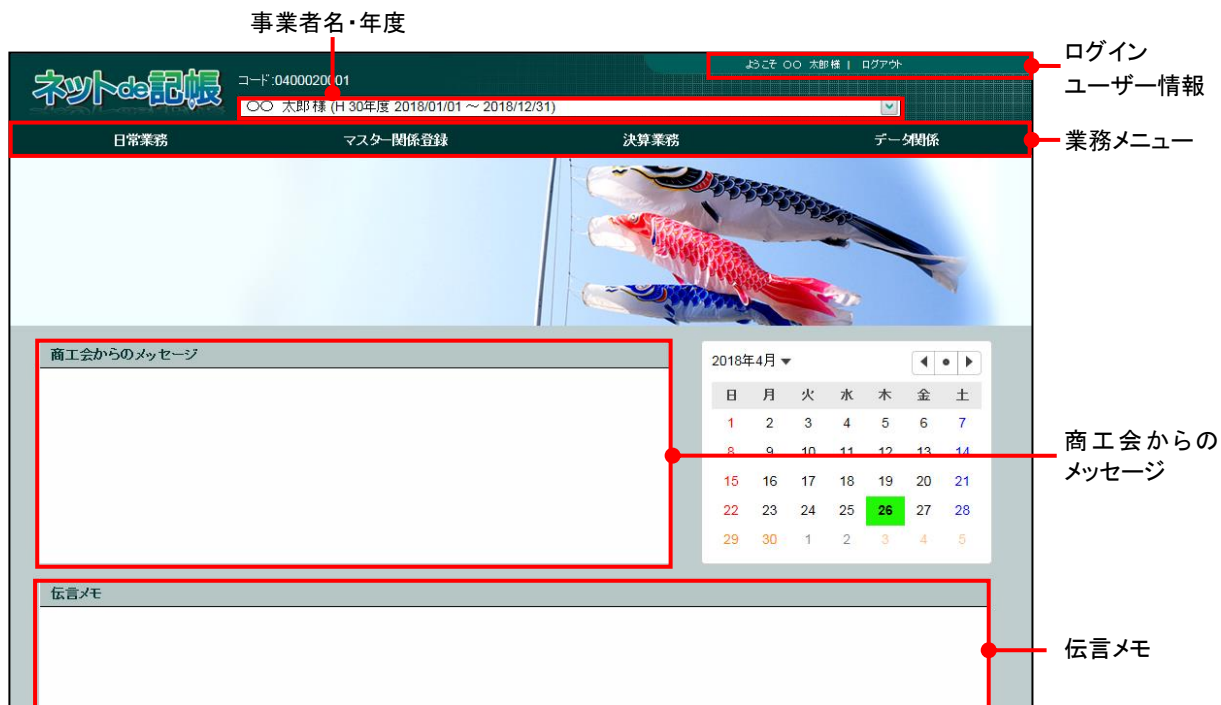 事業者名・年度
ログイン
ユーザー情報
ようこそ 〇〇 太郎 様 | ログアウト
ネットde記帳
コード:0400020001
〇〇 太郎 様 (H 30年度 2018/01/01 ～ 2018/12/31)
日常業務 マスター関係登録 決算業務 データ関係
業務メニュー
商工会からのメッセージ
2018年4月
日 月 火 水 木 金 土
1 2 3 4 5 6 7
8 9 10 11 12 13 14
15 16 17 18 19 20 21
22 23 24 25 26 27 28
29 30 1 2 3 4 5
商工会からの
メッセージ
伝言メモ
伝言メモ